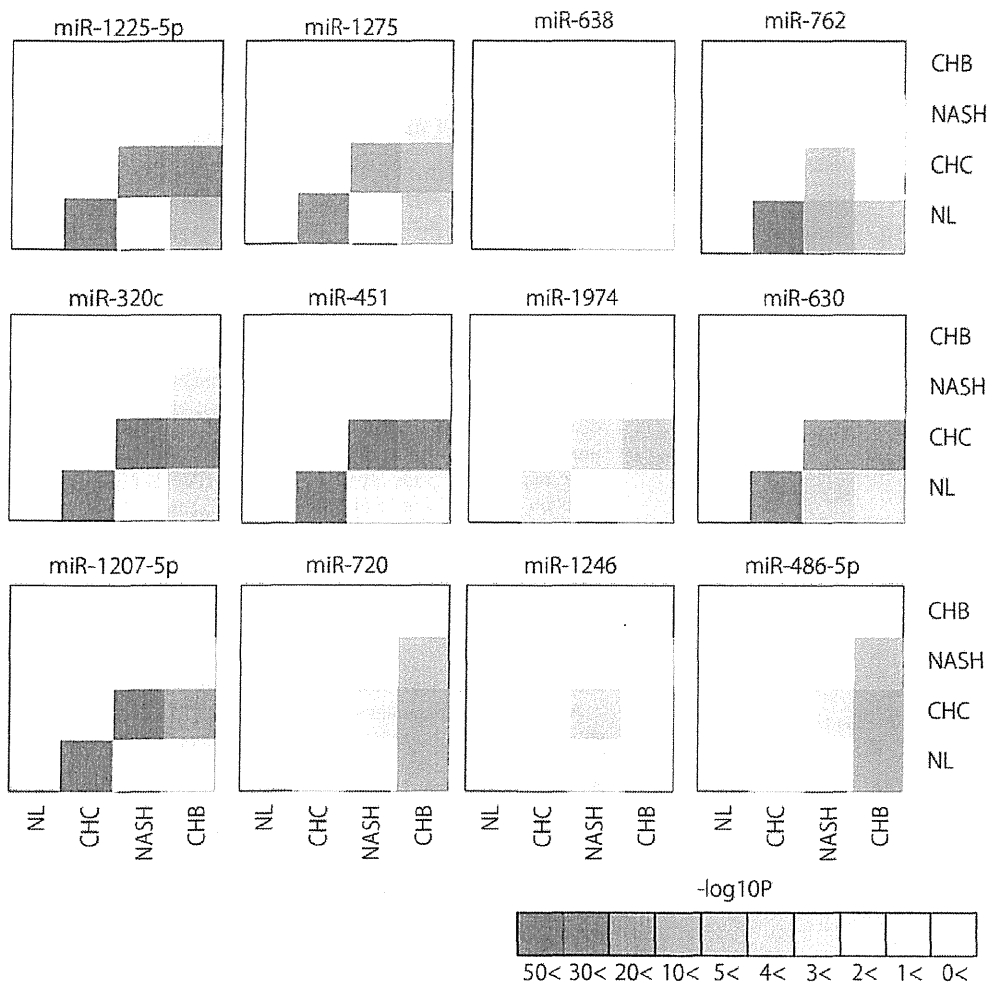 miR-1225-5p miR-1275 miR-638 miR-762
CHB
NASH
CHC
NL
miR-320c miR-451 miR-1974 miR-630
CHB
NASH
CHC
NL
miR-1207-5p miR-720 miR-1246 miR-486-5p
CHB
NASH
CHC
NL
NL CHC NASH CHB NL CHC NASH CHB NL CHC NASH CHB NL CHC NASH CHB
-log10P
50< 30< 20< 10< 5< 4< 3< 2< 1< 0<